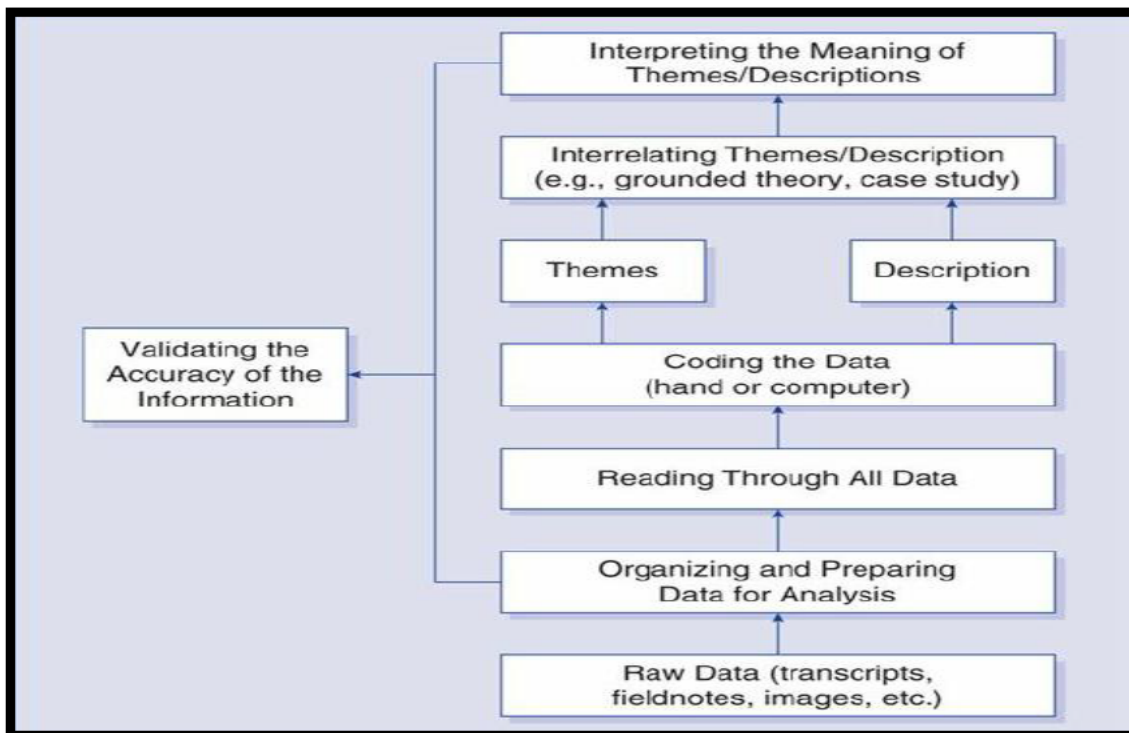 Interpreting the Meaning of
Themes/Descriptions
Interrelating Themes/Description
(e.g., grounded theory, case study)
Themes
Description
Validating the
Accuracy of the
Information
Coding the Data
(hand or computer)
Reading Through All Data
Organizing and Preparing
Data for Analysis
Raw Data (transcripts,
fieldnotes, images, etc.)